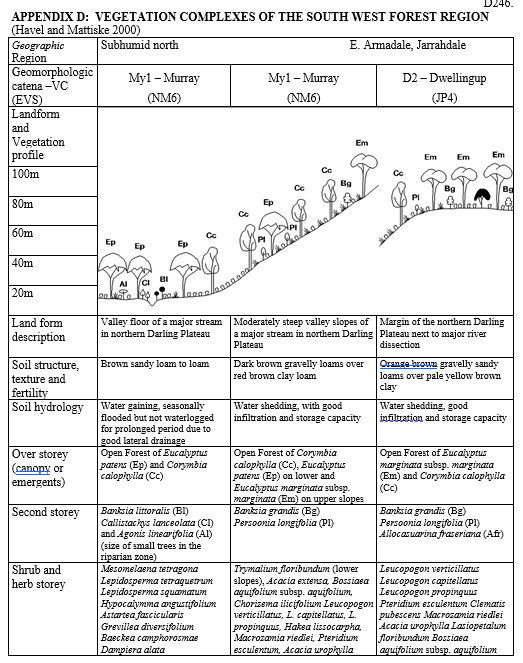 D246.
APPENDIX D: VEGETATION COMPLEXES OF THE SOUTH WEST FOREST REGION
(Havel and Mattiske 2000)
Geographic
Region
Subhumid north
E. Armadale, Jarrahdale
Geomorphologic
catena –VC
(EVS)
My1 – Murray
(NM6)
My1 – Murray
(NM6)
D2 – Dwellingup
(JP4)
Landform
and
Vegetation
profile
100m
80m
60m
40m
20m
Ep
Ep
Al
Cl
Bl
Ep
Cc
Cc
Ep
Pl
Cc
Pl
Cc
Bg
Em
Cc
Pl
Em
Bg
Em
Em
Bg
Land form
description
Valley floor of a major stream
in northern Darling Plateau
Moderately steep valley slopes of
a major stream in northern Darling
Plateau
Margin of the northern Darling
Plateau next to major river
dissection
Soil structure,
texture and
fertility
Brown sandy loam to loam
Dark brown gravelly loams over
red brown clay loam
Orange brown gravelly sandy
loams over pale yellow brown
clay
Soil hydrology
Water gaining, seasonally
flooded but not waterlogged
for prolonged period due to
good lateral drainage
Water shedding, with good
infiltration and storage capacity
Water shedding, good
infiltration and storage capacity
Over storey
(canopy or
emergents)
Open Forest of Eucalyptus
patens (Ep) and Corymbia
calophylla (Cc)
Open Forest of Corymbia
calophylla (Cc), Eucalyptus
patens (Ep) on lower and
Eucalyptus marginata subsp.
marginata (Em) on upper slopes
Open Forest of Eucalyptus
marginata subsp. marginata
(Em) and Corymbia calophylla
(Cc)
Second storey
Banksia littoralis (Bl)
Callistachys lanceolata (Cl)
and Agonis linearifolia (Al)
(size of small trees in the
riparian zone)
Banksia grandis (Bg)
Persoonia longifolia (Pl)
Banksia grandis (Bg)
Persoonia longifolia (Pl)
Allocasuarina fraseriana (Afr)
Shrub and
herb storey
Mesomelaena tetragona
Lepidosperma tetraquetrum
Lepidosperma squamatum
Hypocalymma angustifolium
Astartea fascicularis
Grevillea diversifolia
Baeckea camphorosmae
Dampiera alata
Trymalium floribundum (lower
slopes), Acacia extensa, Bossiaea
aquifolium subsp. aquifolium,
Chorisema ilicifolium Leucopogon
verticillatus, L. capitellatus, L.
propinquus, Hakea lissocarpha,
Macrozamia riedlei, Pteridium
esculentum, Acacia urophylla
Leucopogon verticillatus
Leucopogon capitellatus
Leucopogon propinquus
Pteridium esculentum Clematis
pubescens Macrozamia riedlei
Acacia urophylla Lasiopetalum
floribundum Bossiaea
aquifolium subsp. aquifolium